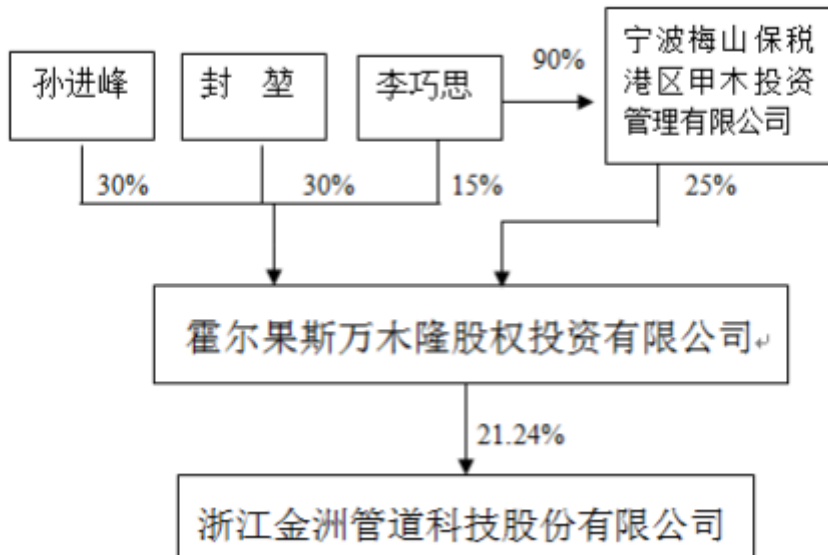 孙进峰
封 堃
李巧思
90%
宁波梅山保税
港区甲木投资
管理有限公司
30%
30%
15%
25%
霍尔果斯万木隆股权投资有限公司↵
21.24%
浙江金洲管道科技股份有限公司